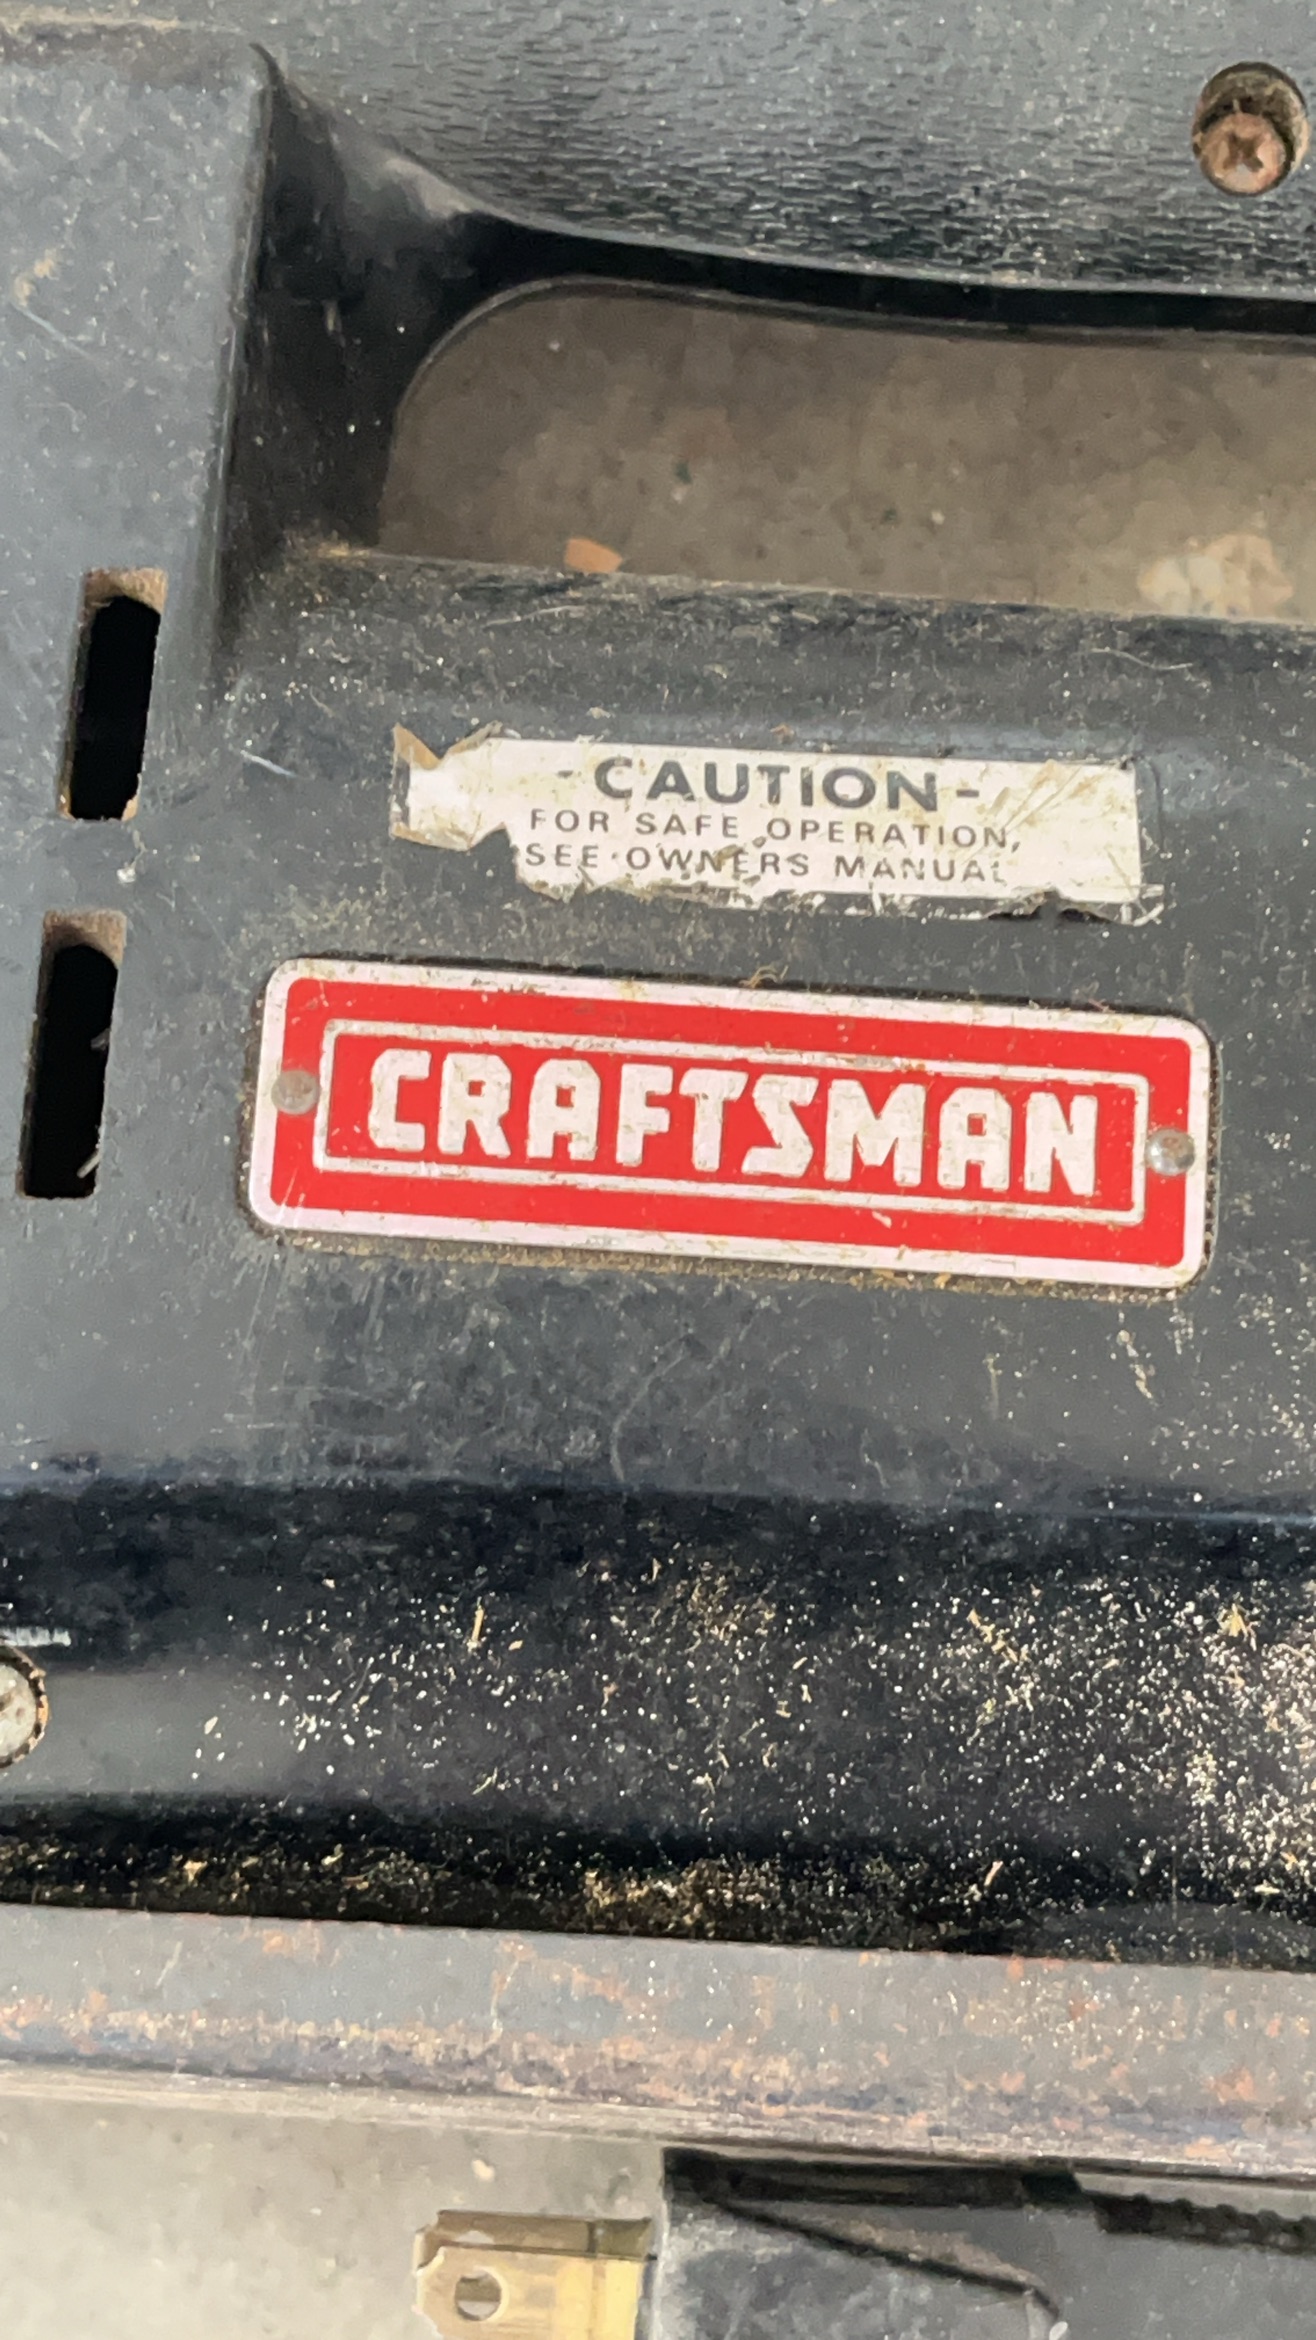 - CAUTION -
FOR SAFE OPERATION,
SEE OWNERS MANUAL
CRAFTSMAN